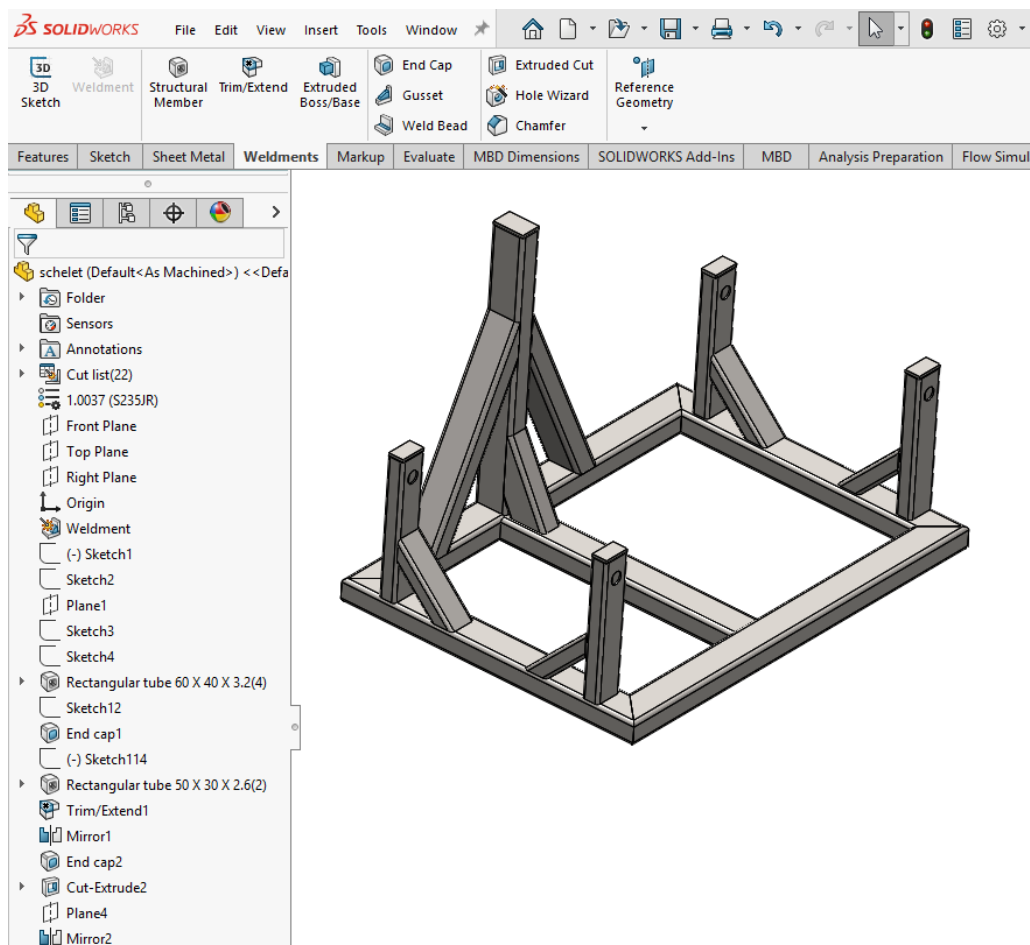 SOLIDWORKS File Edit View Insert Tools Window
3D
3D
Sketch
Weldment
Structural
Member
Trim/Extend
Extruded
Boss/Base
End Cap
Gusset
Weld Bead
Extruded Cut
Hole Wizard
Chamfer
Reference
Geometry
Features Sketch Sheet Metal Weldments Markup Evaluate MBD Dimensions SOLIDWORKS Add-Ins MBD Analysis Preparation Flow Simul
schelet (Default<As Machined>) <<Defa
Folder
Sensors
A Annotations
Cut list(22)
1.0037 (S235JR)
Front Plane
Top Plane
Right Plane
Origin
Weldment
(-) Sketch1
Sketch2
Plane1
Sketch3
Sketch4
Rectangular tube 60 X 40 X 3.2(4)
Sketch12
End cap1
(-) Sketch114
Rectangular tube 50 X 30 X 2.6(2)
Trim/Extend1
Mirror1
End cap2
Cut-Extrude2
Plane4
Mirror2